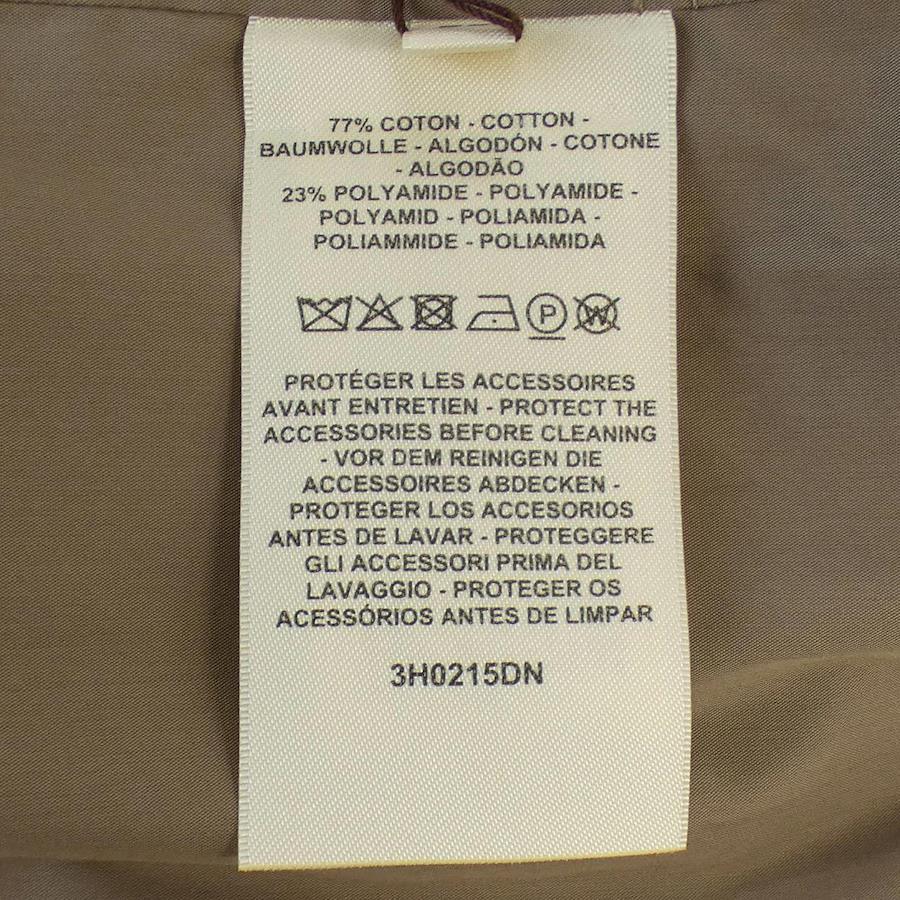 77% COTON - COTTON -
BAUMWOLLE - ALGODÓN - COTONE
- ALGODÃO
23% POLYAMIDE - POLYAMIDE -
POLYAMID - POLIAMIDA -
POLIAMMIDE - POLIAMIDA
P W
PROTÉGER LES ACCESSOIRES
AVANT ENTRETIEN - PROTECT THE
ACCESSORIES BEFORE CLEANING
- VOR DEM REINIGEN DIE
ACCESSOIRES ABDECKEN -
PROTEGER LOS ACCESORIOS
ANTES DE LAVAR - PROTEGGERE
GLI ACCESSORI PRIMA DEL
LAVAGGIO - PROTEGER OS
ACESSÓRIOS ANTES DE LIMPAR
3H0215DN